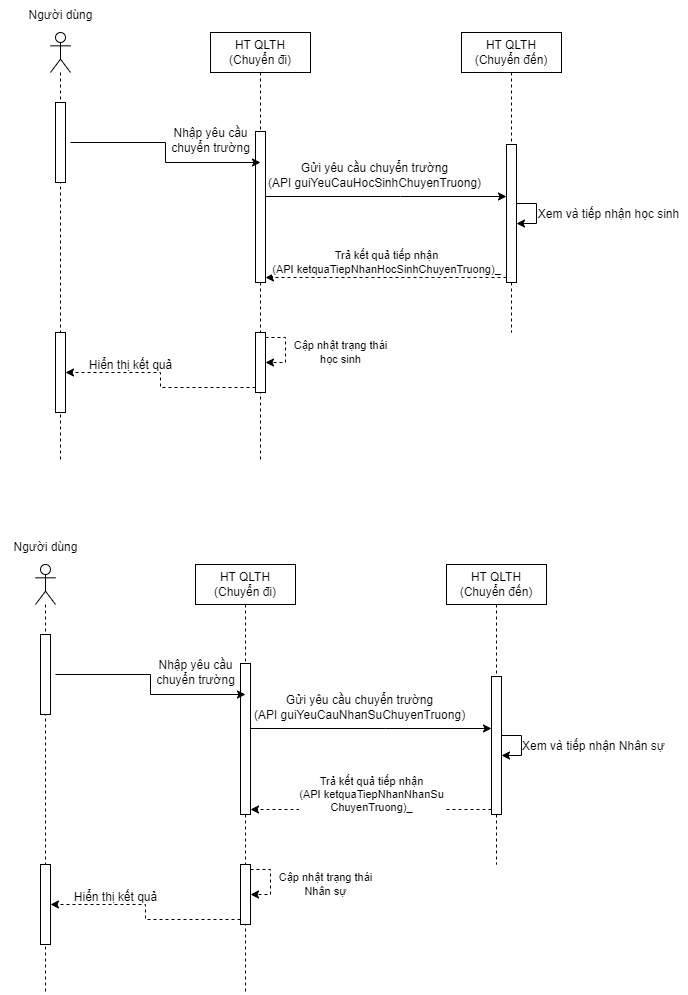 Người dùng
HT QLTH
(Chuyển đi)
HT QLTH
(Chuyển đến)
Nhập yêu cầu
chuyển trường
Gửi yêu cầu chuyển trường
(API guiYeuCauHocSinhChuyenTruong)
Xem và tiếp nhận học sinh
Trả kết quả tiếp nhận
(API ketquaTiepNhanHocSinhChuyenTruong)_
Cập nhật trạng thái
học sinh
Hiển thị kết quả
Người dùng
HT QLTH
(Chuyển đi)
HT QLTH
(Chuyển đến)
Nhập yêu cầu
chuyển trường
Gửi yêu cầu chuyển trường
(API guiYeuCauNhanSuChuyenTruong)
Xem và tiếp nhận Nhân sự
Trả kết quả tiếp nhận
(API ketquaTiepNhanNhanSu
ChuyenTruong)_
Cập nhật trạng thái
Nhân sự
Hiển thị kết quả